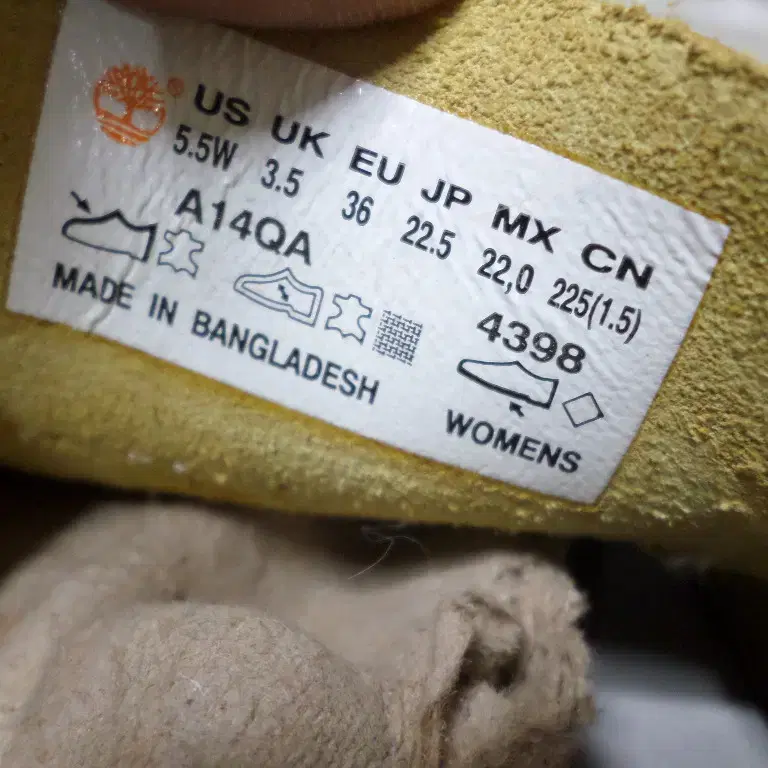 ® US UK EU JP MX CN
5.5W 3.5 36 22.5 22,0 225(1.5)
A14QA 4398
MADE IN BANGLADESH WOMENS